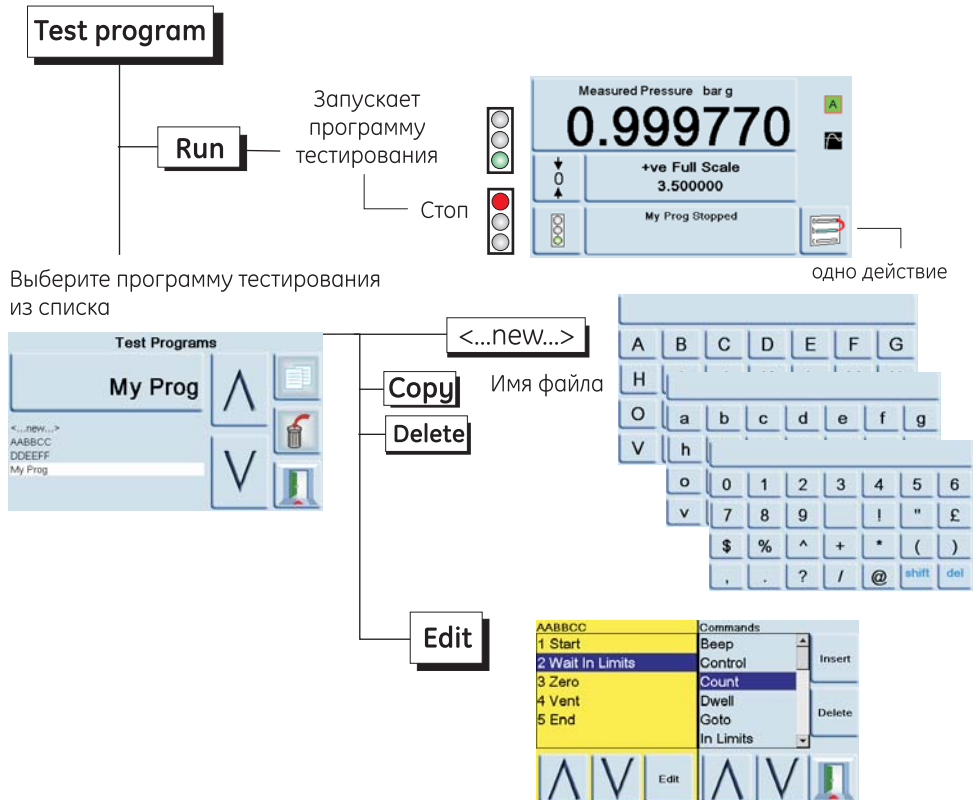 Test program
Run
Запускает
программу
тестирования
Стоп
Measured Pressure bar g
0.999770
A
0
+ve Full Scale
3.500000
My Prog Stopped
одно действие
Выберите программу тестирования
из списка
Test Programs
My Prog
<...new...>
AABBCC
DDEEFF
My Prog
<...new...>
Copy
Delete
Имя файла
A B C D E F G
H
O
V
a b c d e f g
h
o
v
0 1 2 3 4 5 6
7 8 9 ! " £
$ % ^ + * ( )
, . ? / @ shift del
Edit
AABBCC
1 Start
2 Wait In Limits
3 Zero
4 Vent
5 End
Edit
Commands
Beep
Control
Count
Dwell
Goto
In Limits
Insert
Delete